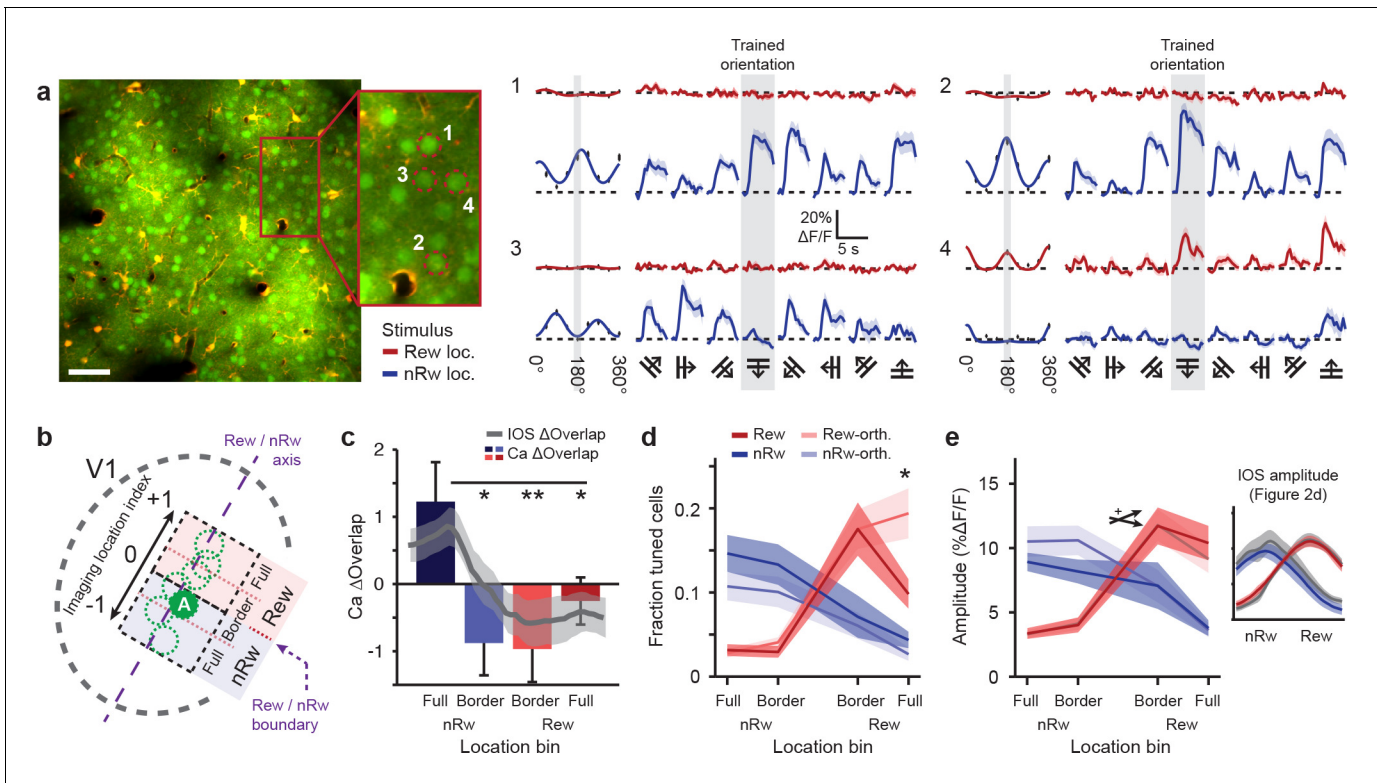 a
1
3
4
2
Stimulus
Rew loc.
nRw loc.
Trained
orientation
1
20%
ΔF/F
5 s
3
0°
180°
360°
Trained
orientation
2
4
0°
180°
360°
b
V1
Rew / nRw
axis
Imaging location index
+1
0
-1
A
Full
Border
Full
Rew
nRw
Rew / nRw
boundary
c
IOS ΔOverlap
Ca ΔOverlap
Ca ΔOverlap
2
1
0
-1
* ** *
Full Border Border Full
nRw Rew
Location bin
d
Rew Rew-orth.
nRw nRw-orth.
*
Fraction tuned cells
0.2
0.1
0
Full Border Border Full
nRw Rew
Location bin
e
Amplitude (%ΔF/F)
15
10
5
0
+
Full Border Border Full
nRw Rew
Location bin
IOS amplitude
(Figure 2d)
nRw Rew